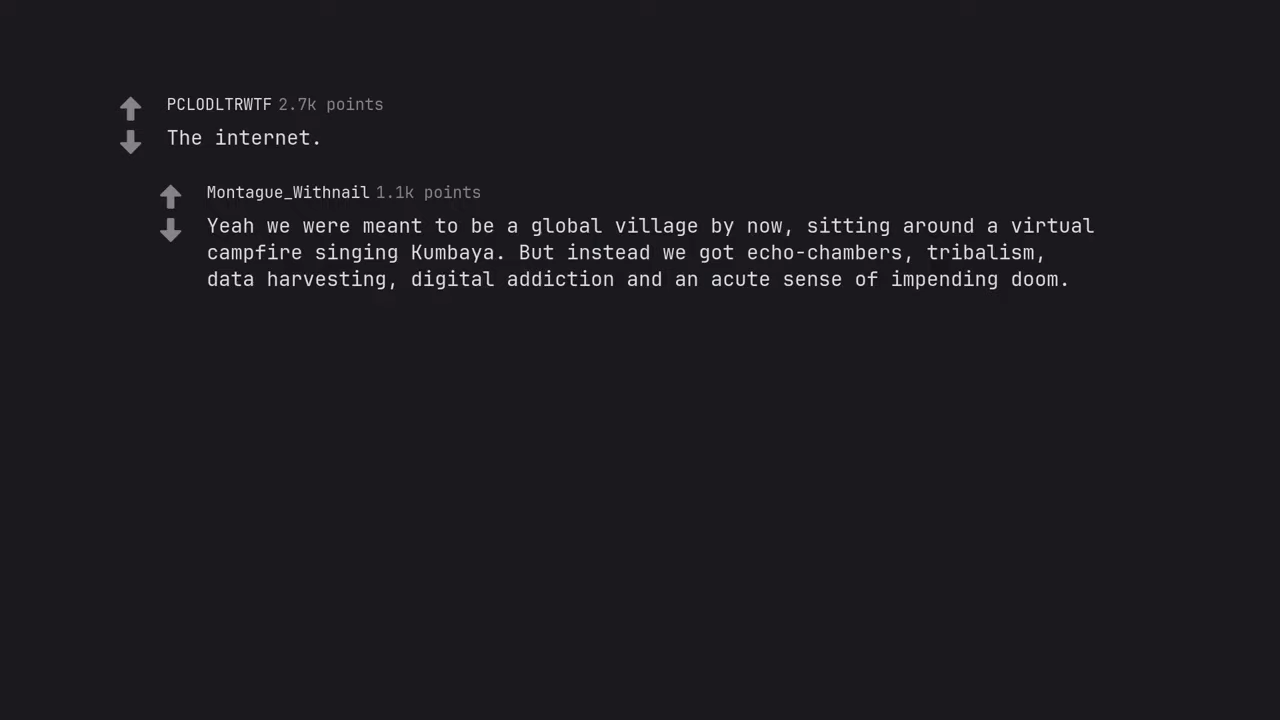 PCLODLTRWTF 2.7k points
The internet.
Montague_Withnail 1.1k points
Yeah we were meant to be a global village by now, sitting around a virtual
campfire singing Kumbaya. But instead we got echo-chambers, tribalism,
data harvesting, digital addiction and an acute sense of impending doom.